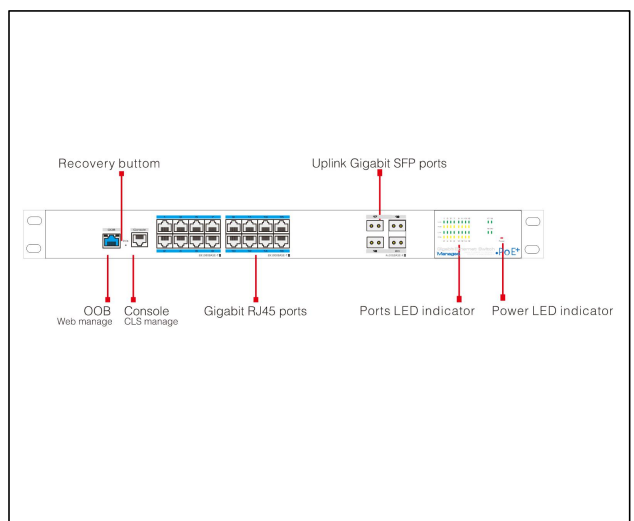 Recovery buttom
Uplink Gigabit SFP ports
Manage
PoE+
OOB
Web manage
Console
CLS manage
Gigabit RJ45 ports
Ports LED indicator
Power LED indicator